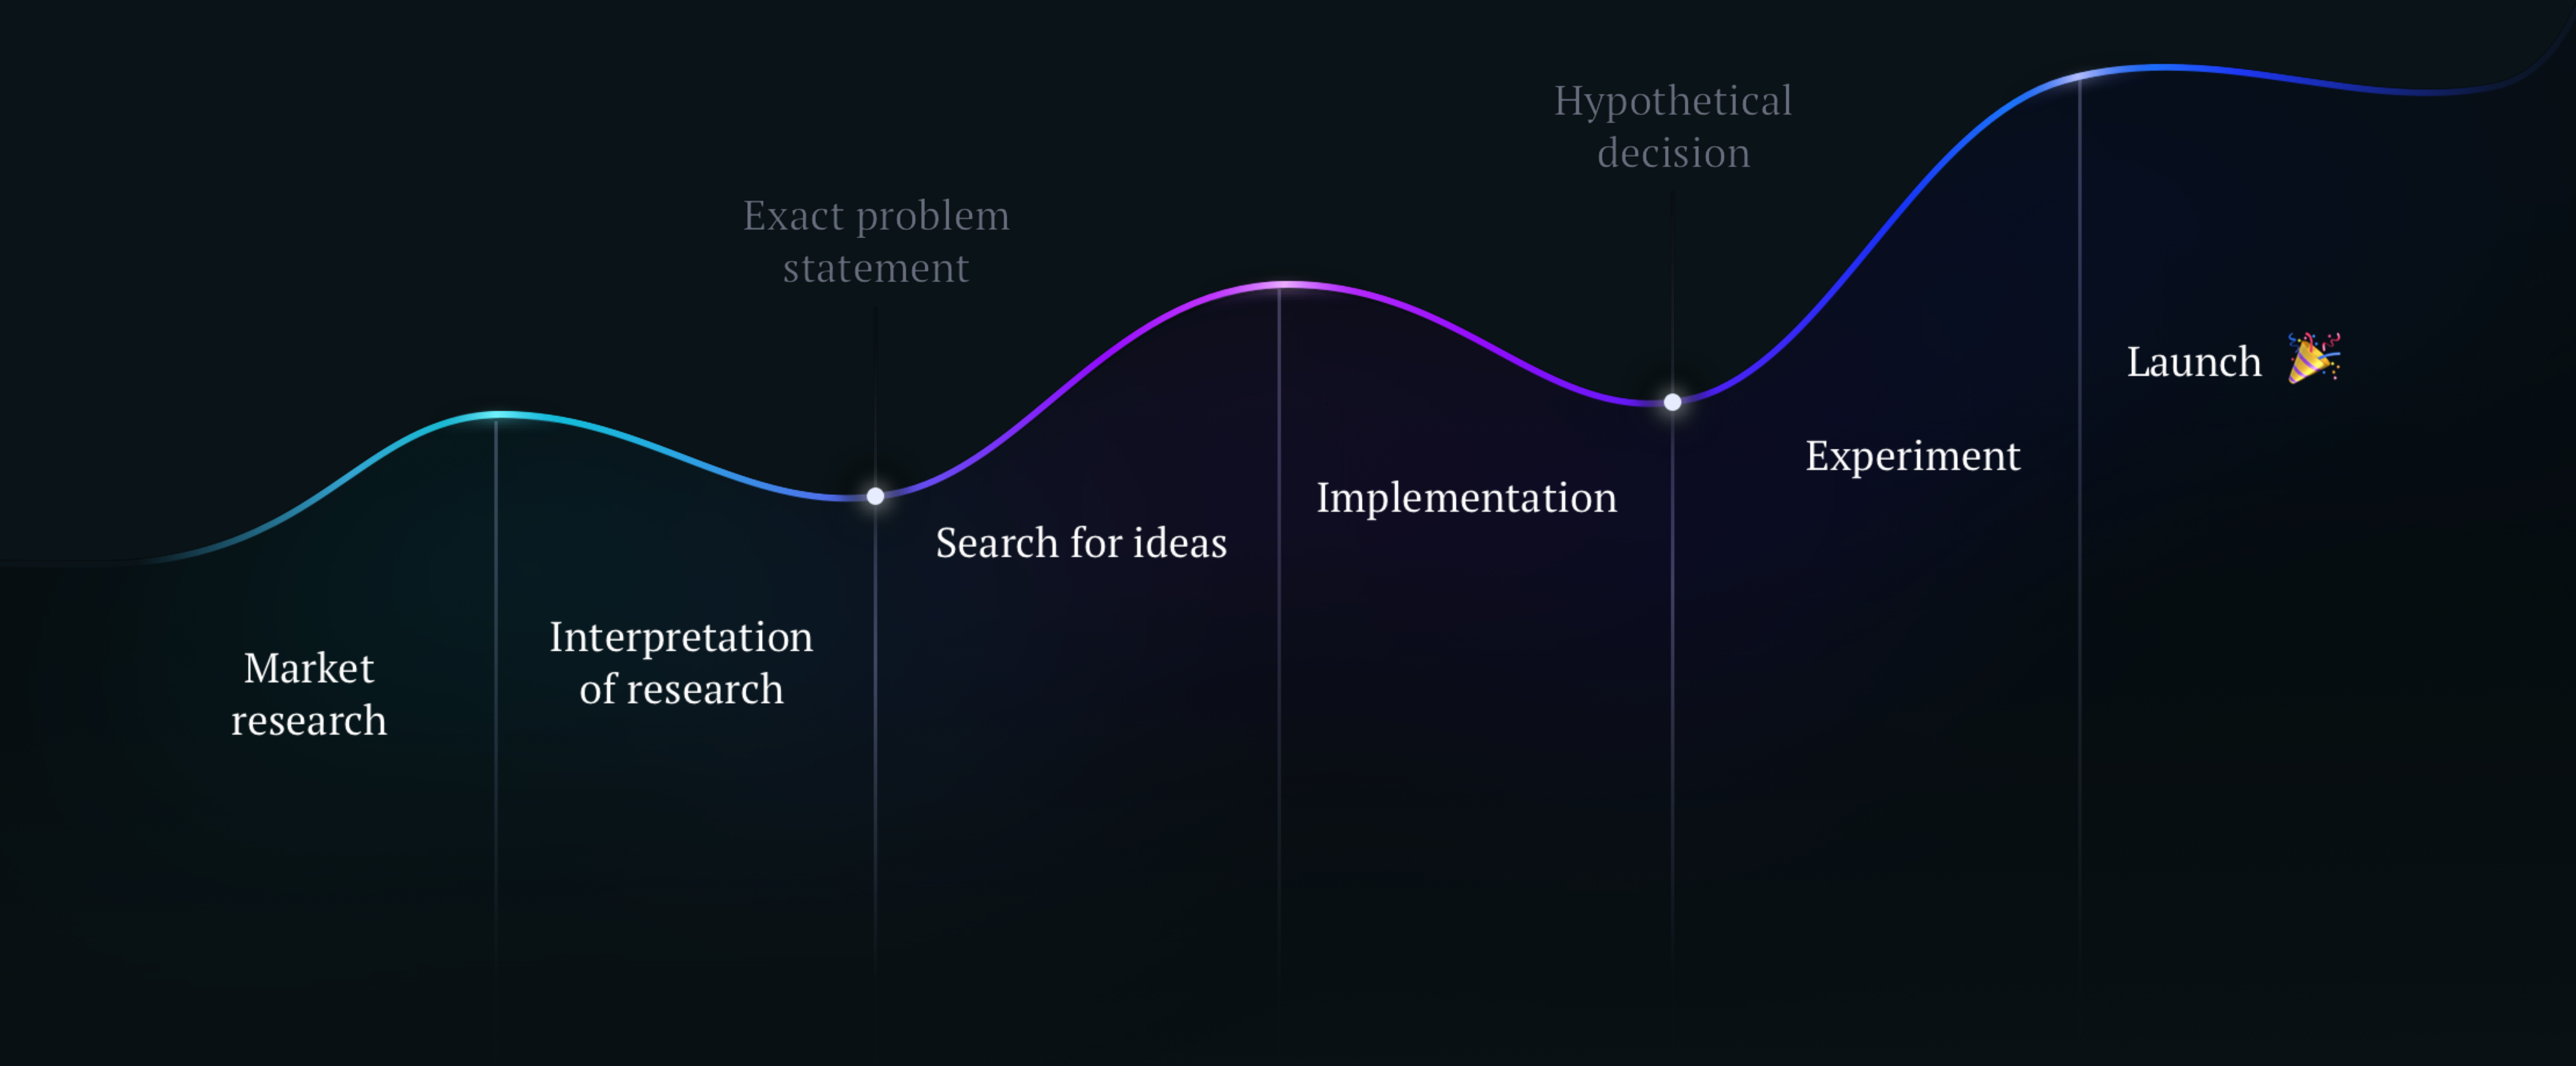 Hypothetical
decision
Exact problem
statement
Market
research
Interpretation
of research
Search for ideas
Implementation
Experiment
Launch 🎉